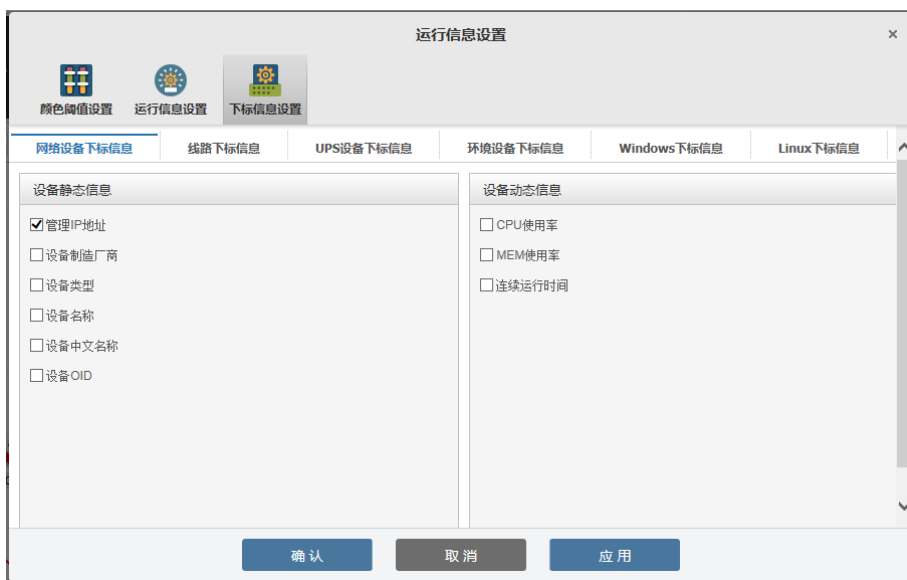 运行信息设置
颜色阈值设置 运行信息设置 下标信息设置
网络设备下标信息 线路下标信息 UPS设备下标信息 环境设备下标信息 Windows下标信息 Linux下标信息
设备静态信息 设备动态信息
管理IP地址 CPU使用率
设备制造厂商 MEM使用率
设备类型 连续运行时间
设备名称
设备中文名称
设备OID
确认 取消 应用